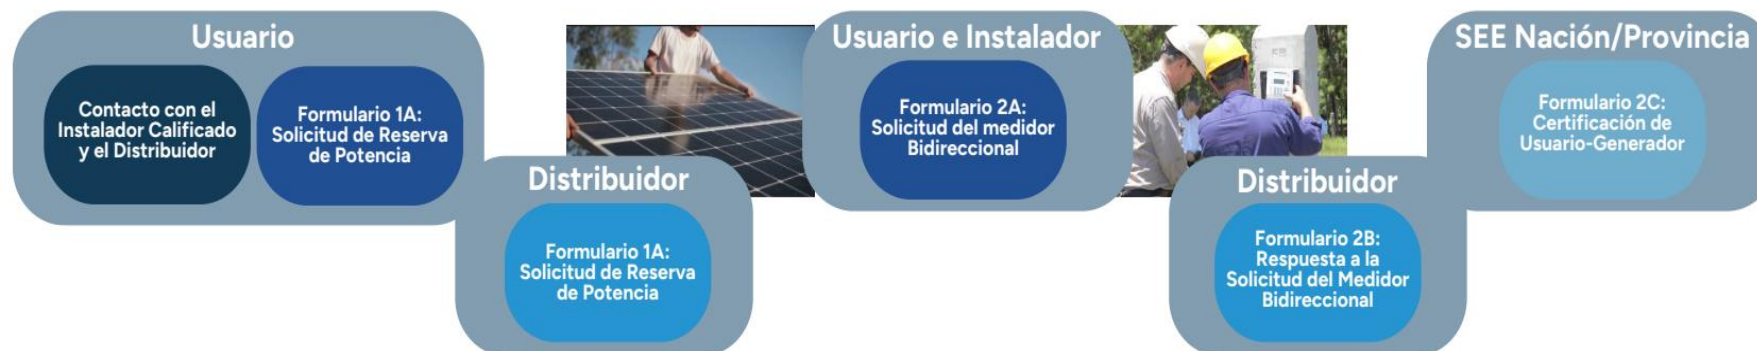 Usuario
Contacto con el
Instalador Calificado
y el Distribuidor
Formulario 1A:
Solicitud de Reserva
de Potencia
Distribuidor
Formulario 1A:
Solicitud de Reserva
de Potencia
Usuario e Instalador
Formulario 2A:
Solicitud del medidor
Bidireccional
Distribuidor
Formulario 2B:
Respuesta a la
Solicitud del Medidor
Bidireccional
SEE Nación/Provincia
Formulario 2C:
Certificación de
Usuario-Generador